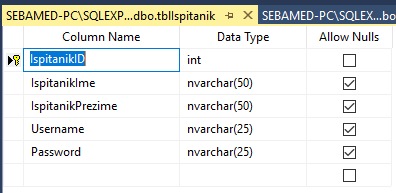 SEBAMED-PC\SQLEXP...dbo.tblIspitanik SEBAMED-PC\SQLEX...bo
Column Name Data Type Allow Nulls
IspitanikID int
IspitanikIme nvarchar(50)
IspitanikPrezime nvarchar(50)
Username nvarchar(25)
Password nvarchar(25)